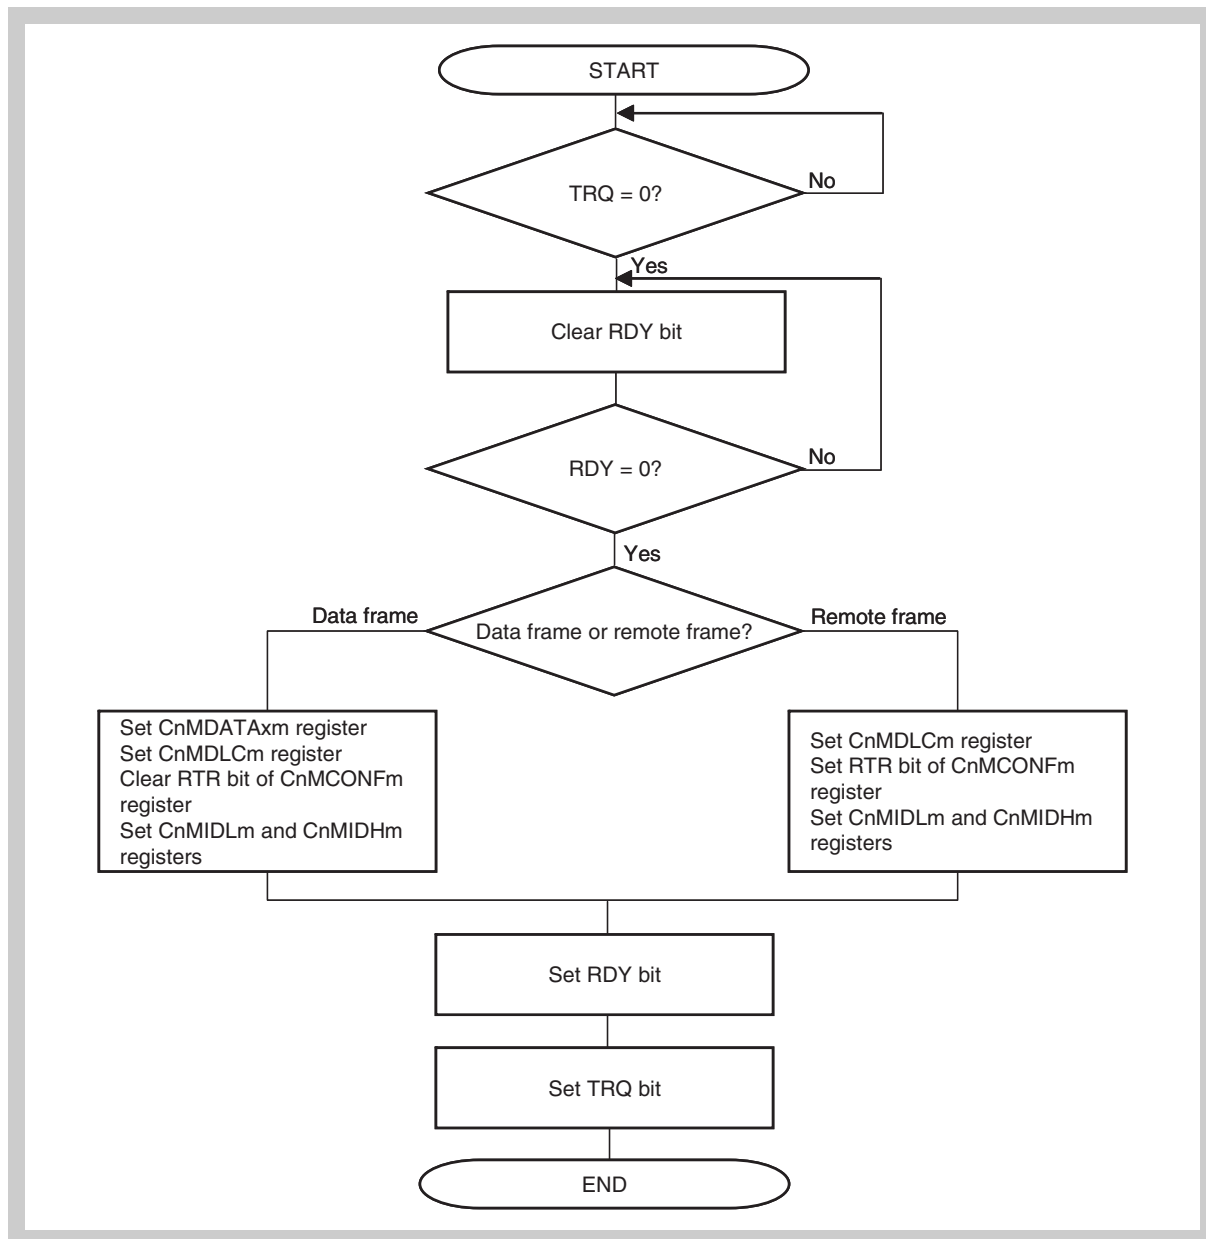 START
No
TRQ = 0?
Yes
Clear RDY bit
No
RDY = 0?
Yes
Data frame
Remote frame
Data frame or remote frame?
Set CnMDATAxm register
Set CnMDLCm register
Clear RTR bit of CnMCONFm
register
Set CnMIDLm and CnMIDHm
registers
Set CnMDLCm register
Set RTR bit of CnMCONFm
register
Set CnMIDLm and CnMIDHm
registers
Set RDY bit
Set TRQ bit
END